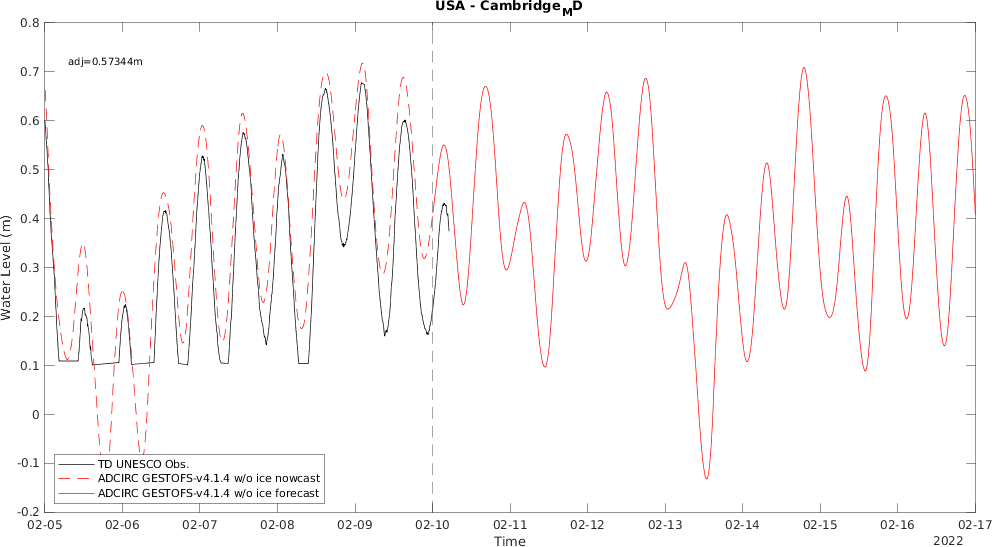 USA - Cambridge_MD
0.8
0.7
0.6
0.5
0.4
0.3
0.2
0.1
0
-0.1
-0.2
Water Level (m)
adj=0.57344m
TD UNESCO Obs.
ADCIRC GESTOFS-v4.1.4 w/o ice nowcast
ADCIRC GESTOFS-v4.1.4 w/o ice forecast
02-05 02-06 02-07 02-08 02-09 02-10 02-11 02-12 02-13 02-14 02-15 02-16 02-17
Time
2022